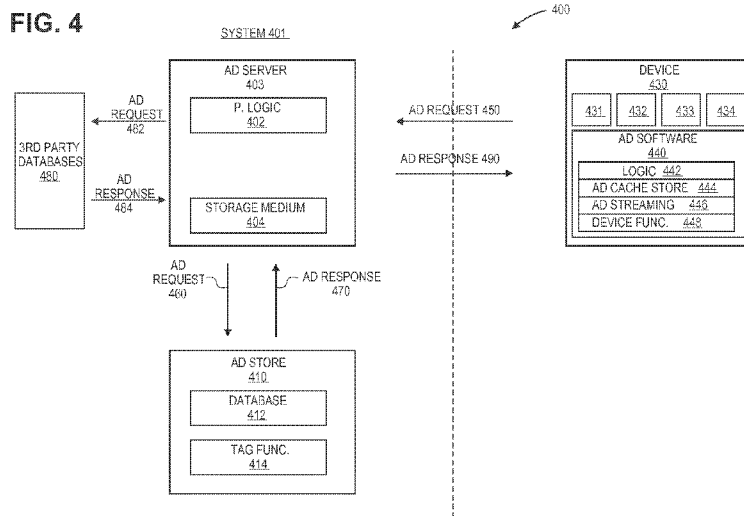 FIG. 4
400
SYSTEM 401
AD SERVER
403
P. LOGIC
402
STORAGE MEDIUM
404
AD
REQUEST
482
3RD PARTY
DATABASES
480
AD
RESPONSE
484
AD REQUEST 450
AD RESPONSE 490
DEVICE
430
431
432
433
434
AD SOFTWARE
440
LOGIC 442
AD CACHE STORE 444
AD STREAMING 446
DEVICE FUNC. 448
AD
REQUEST
460
AD RESPONSE
470
AD STORE
410
DATABASE
412
TAG FUNC.
414